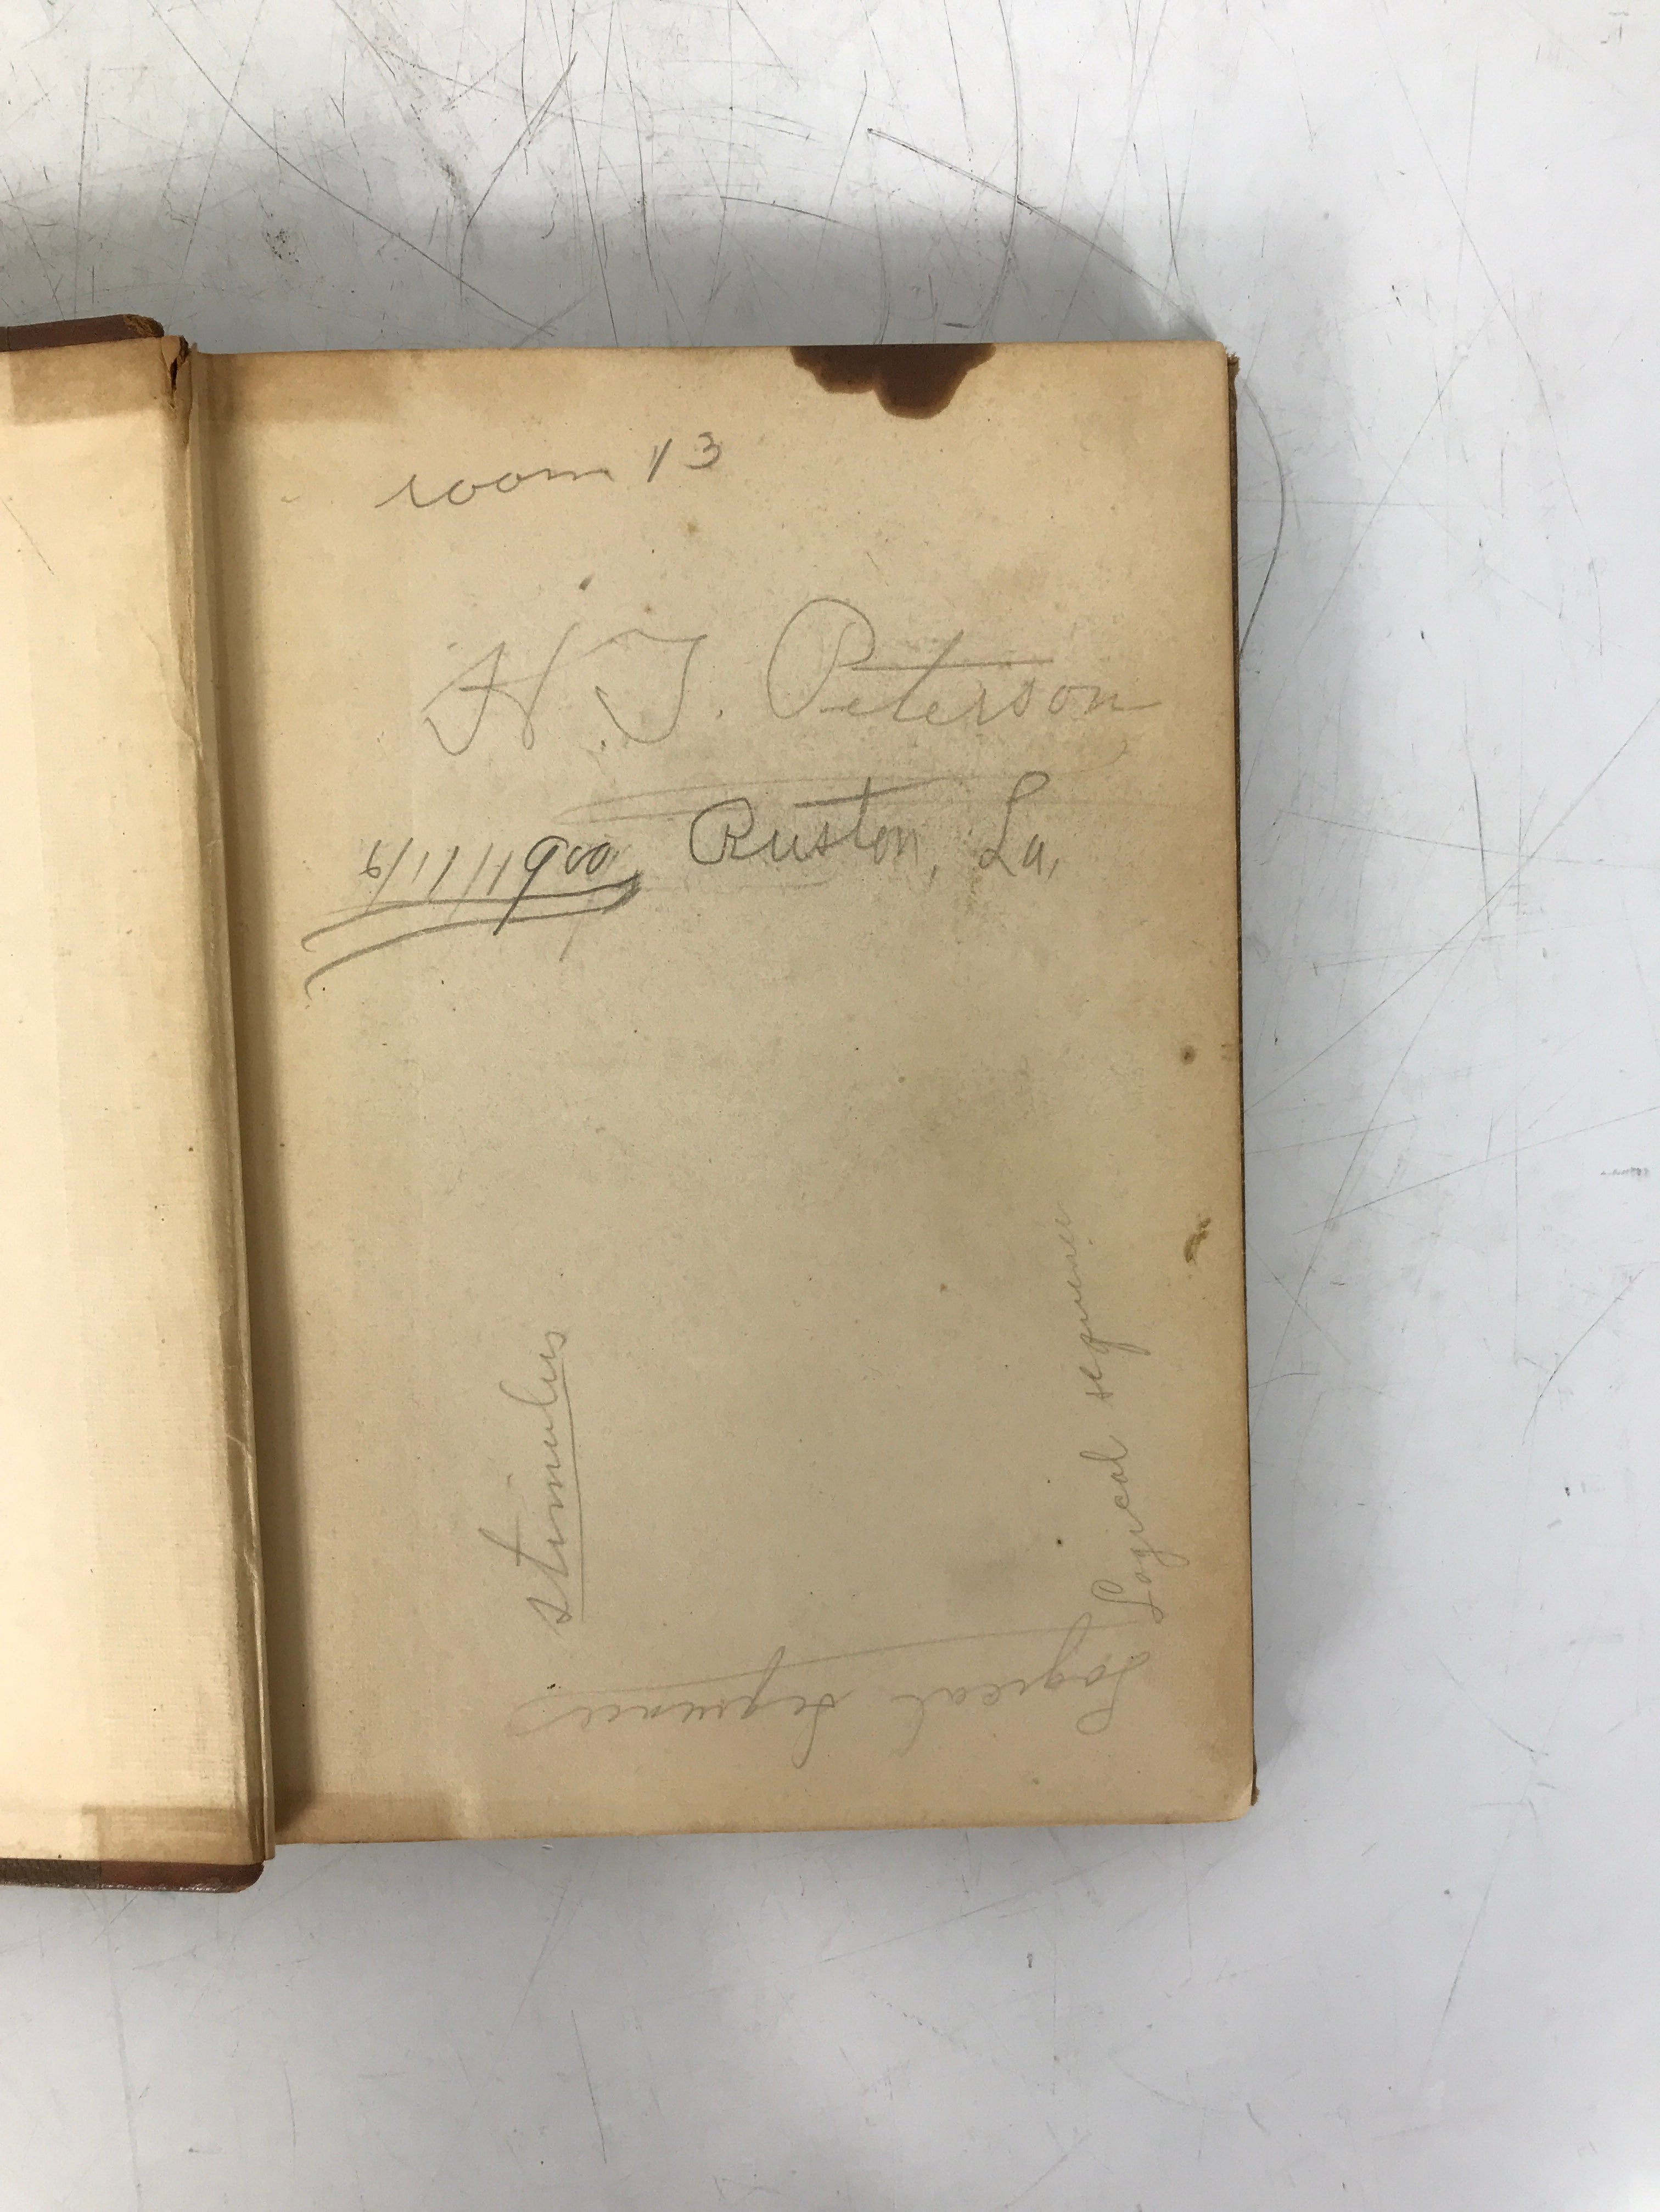 room 13
H. T. Peterson
Ruston, La.
6/11/1900
stimulus
Logical sequence
Logical sequence